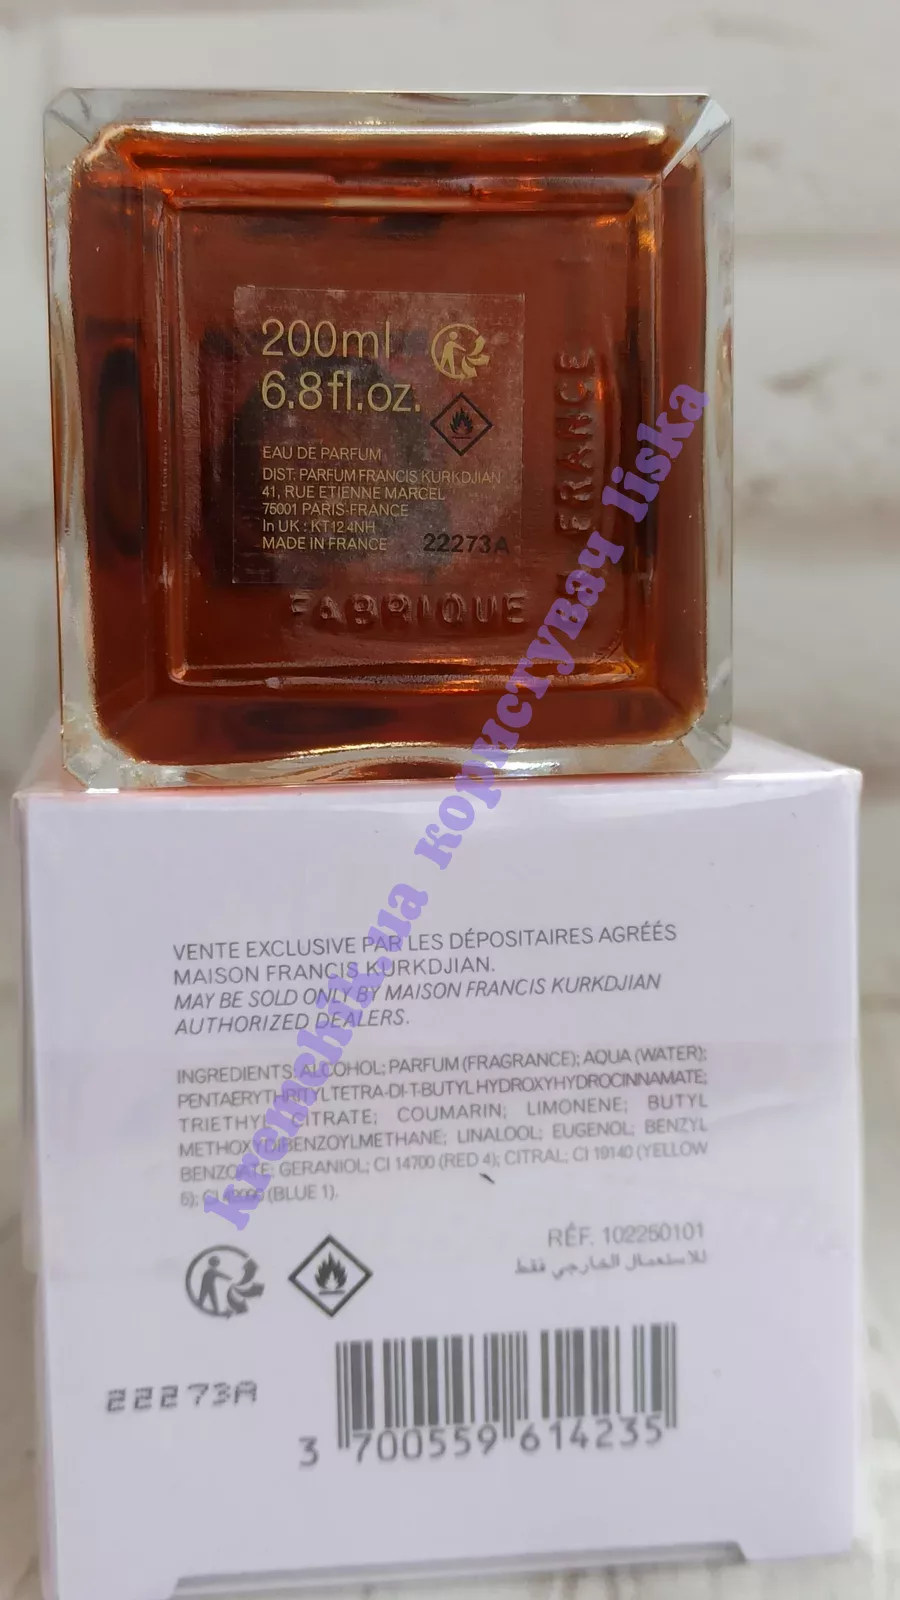 200ml
6.8fl.oz.
EAU DE PARFUM
DIST. PARFUM FRANCIS KURKDJIAN
41, RUE ETIENNE MARCEL
75001 PARIS-FRANCE
In UK : KT12 4NH
MADE IN FRANCE 22273A
FABRIQUE
FRANCE
kremchik.ua користувач liska
VENTE EXCLUSIVE PAR LES DÉPOSITAIRES AGRÉÉS
MAISON FRANCIS KURKDJIAN.
MAY BE SOLD ONLY BY MAISON FRANCIS KURKDJIAN
AUTHORIZED DEALERS.
INGREDIENTS: ALCOHOL; PARFUM (FRAGRANCE); AQUA (WATER);
PENTAERYTHRITYL TETRA-DI-T-BUTYL HYDROXYHYDROCINNAMATE;
TRIETHYL CITRATE; COUMARIN; LIMONENE; BUTYL
METHOXYDIBENZOYLMETHANE; LINALOOL; EUGENOL; BENZYL
BENZOATE; GERANIOL; CI 14700 (RED 4); CITRAL; CI 19140 (YELLOW
5); CI (BLUE 1).
RÉF. 102250101
للاستعمال الخارجي فقط
22273A
3 700559 614235